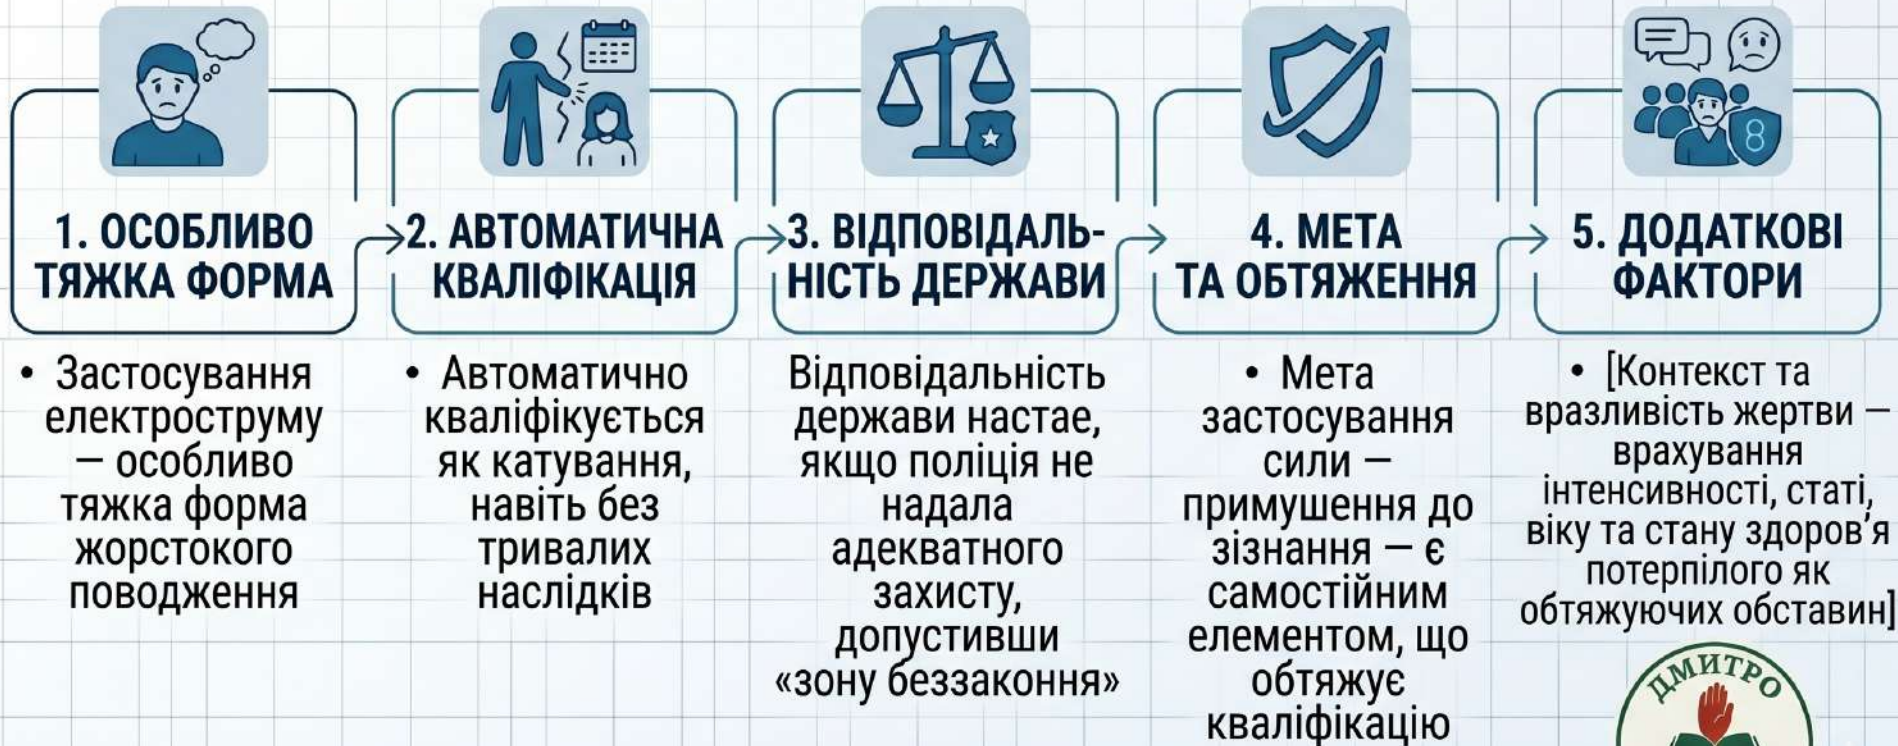 1. ОСОБЛИВО
ТЯЖКА ФОРМА
• Застосування
електроструму
— особливо
тяжка форма
жорстокого
поводження
2. АВТОМАТИЧНА
КВАЛІФІКАЦІЯ
• Автоматично
кваліфікується
як катування,
навіть без
тривалих
наслідків
3. ВІДПОВІДАЛЬ-
НІСТЬ ДЕРЖАВИ
Відповідальність
держави настає,
якщо поліція не
надала
адекватного
захисту,
допустивши
«зону беззаконня»
4. МЕТА
ТА ОБТЯЖЕННЯ
• Мета
застосування
сили —
примушення до
зізнання — є
самостійним
елементом, що
обтяжує
кваліфікацію
8
5. ДОДАТКОВІ
ФАКТОРИ
• [Контекст та
вразливість жертви —
врахування
інтенсивності, статі,
віку та стану здоров’я
потерпілого як
обтяжуючих обставин]
ДМИТРО